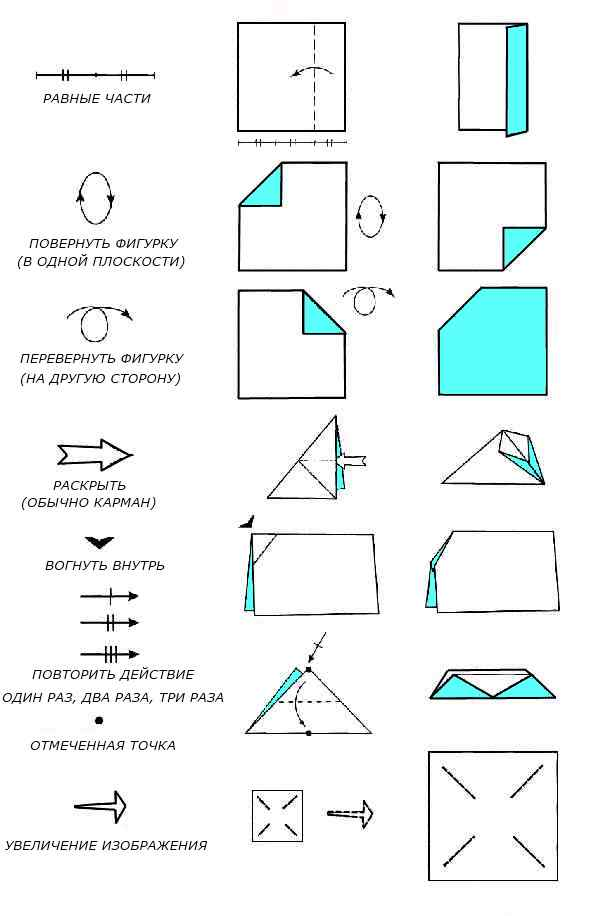 РАВНЫЕ ЧАСТИ
ПОВЕРНУТЬ ФИГУРКУ
(В ОДНОЙ ПЛОСКОСТИ)
ПЕРЕВЕРНУТЬ ФИГУРКУ
(НА ДРУГУЮ СТОРОНУ)
РАСКРЫТЬ
(ОБЫЧНО КАРМАН)
ВОГНУТЬ ВНУТРЬ
ПОВТОРИТЬ ДЕЙСТВИЕ
ОДИН РАЗ, ДВА РАЗА, ТРИ РАЗА
ОТМЕЧЕННАЯ ТОЧКА
УВЕЛИЧЕНИЕ ИЗОБРАЖЕНИЯ